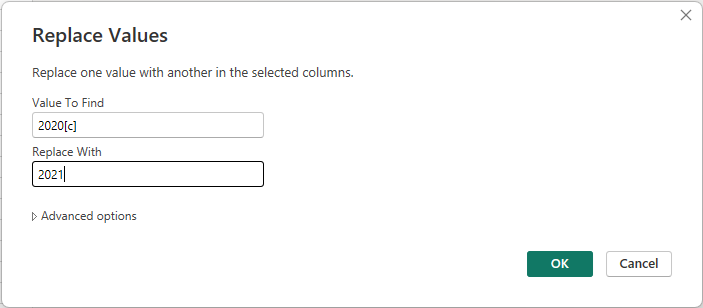 Replace Values
Replace one value with another in the selected columns.
Value To Find
2020[c]
Replace With
2021
Advanced options
OK
Cancel